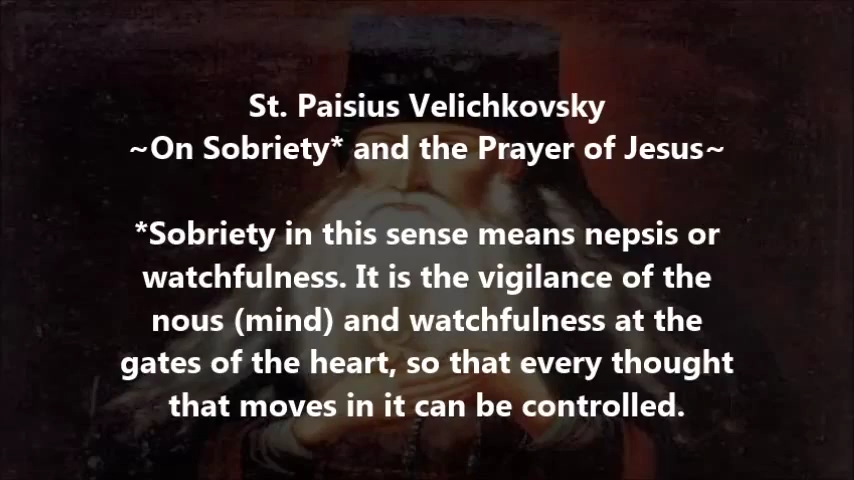 St. Paisius Velichkovsky
~On Sobriety* and the Prayer of Jesus~
*Sobriety in this sense means nepsis or
watchfulness. It is the vigilance of the
nous (mind) and watchfulness at the
gates of the heart, so that every thought
that moves in it can be controlled.